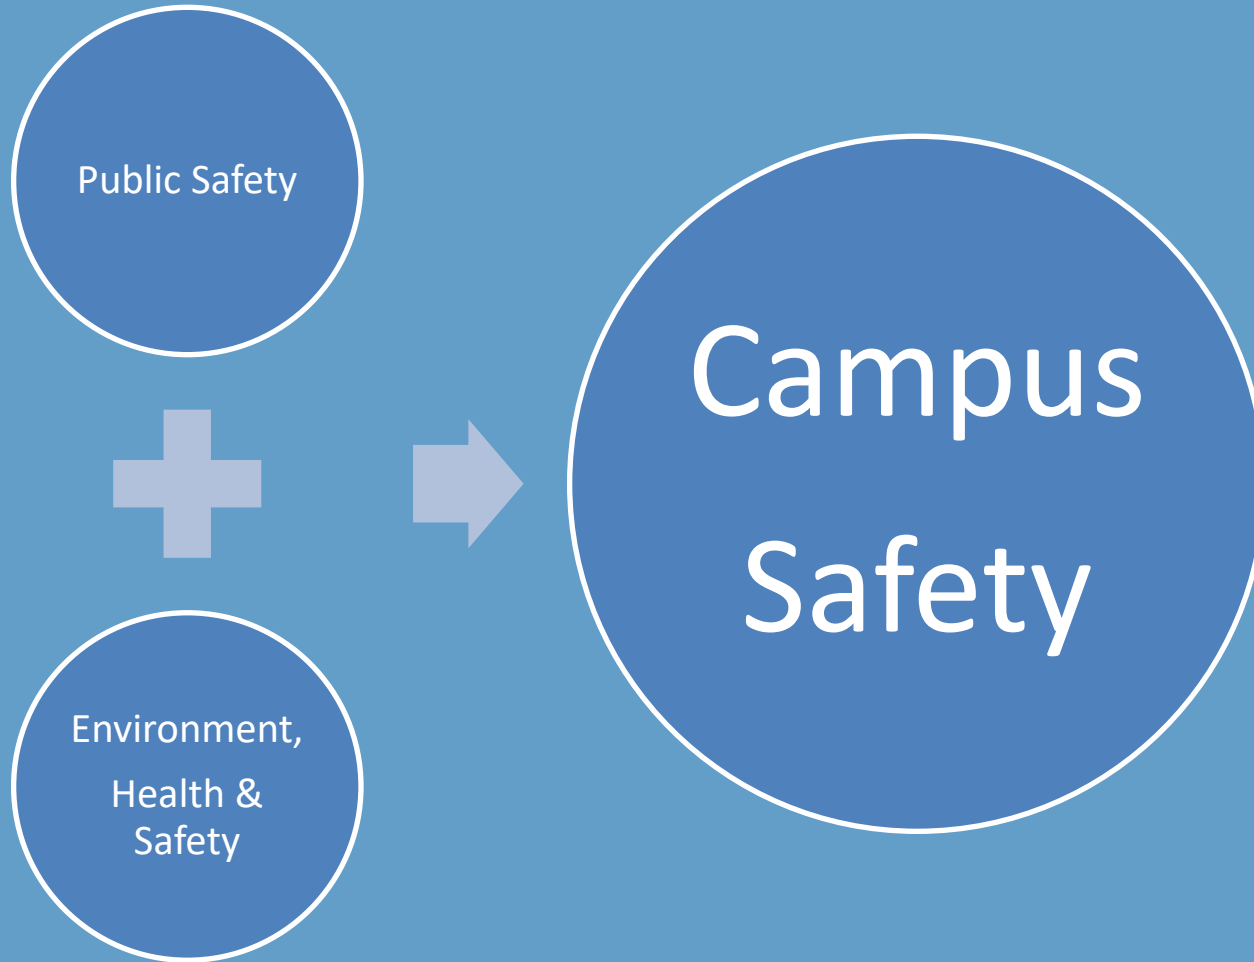 Public Safety
Environment,
Health &
Safety
Campus
Safety